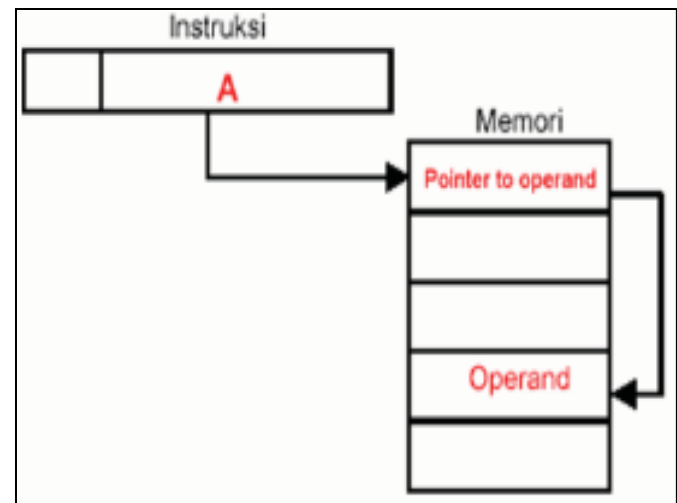 Instruksi
A
Memori
Pointer to operand
Operand